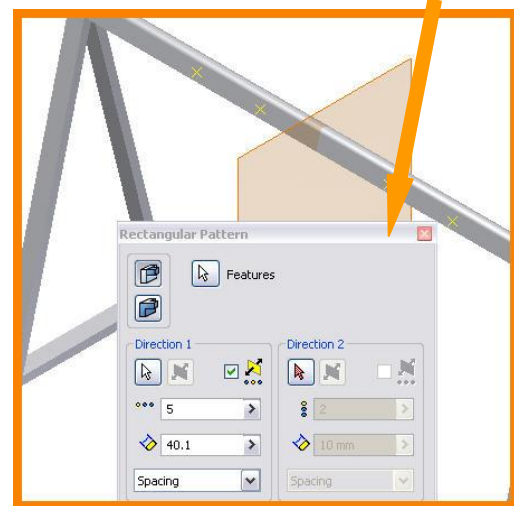 Rectangular Pattern
Features
Direction 1
Direction 2
5
2
40.1
10 mm
Spacing
Spacing